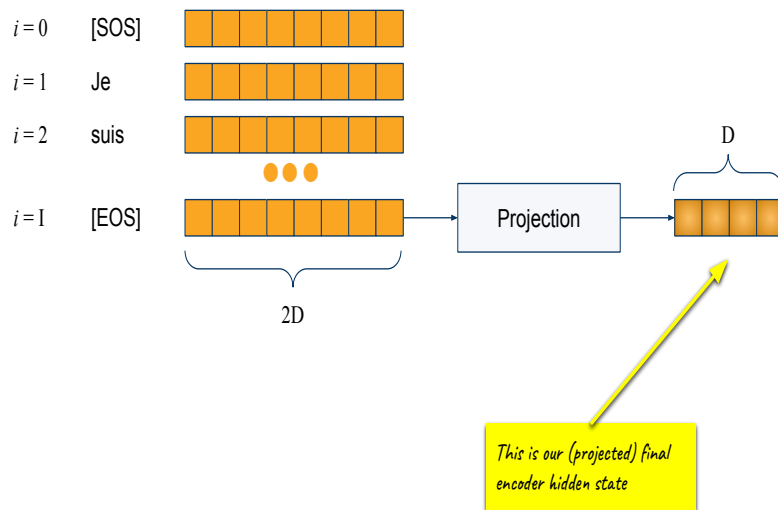 i = 0 [SOS]
i = 1 Je
i = 2 suis
D
i = I [EOS] Projection
2D
This is our (projected) final
encoder hidden state